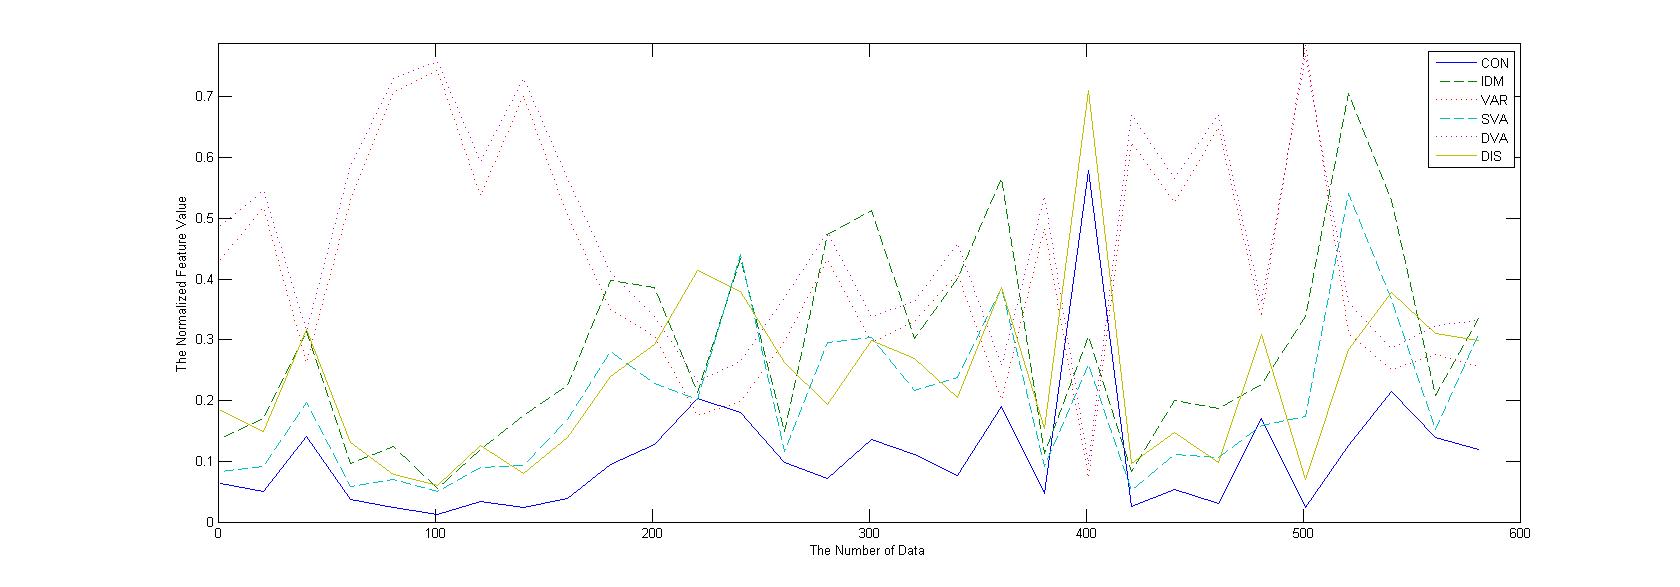 0.7
0.6
0.5
0.4
0.3
0.2
0.1
0
The Normalized Feature Value
0 100 200 300 400 500 600
The Number of Data
CON
IDM
VAR
SVA
DVA
DIS